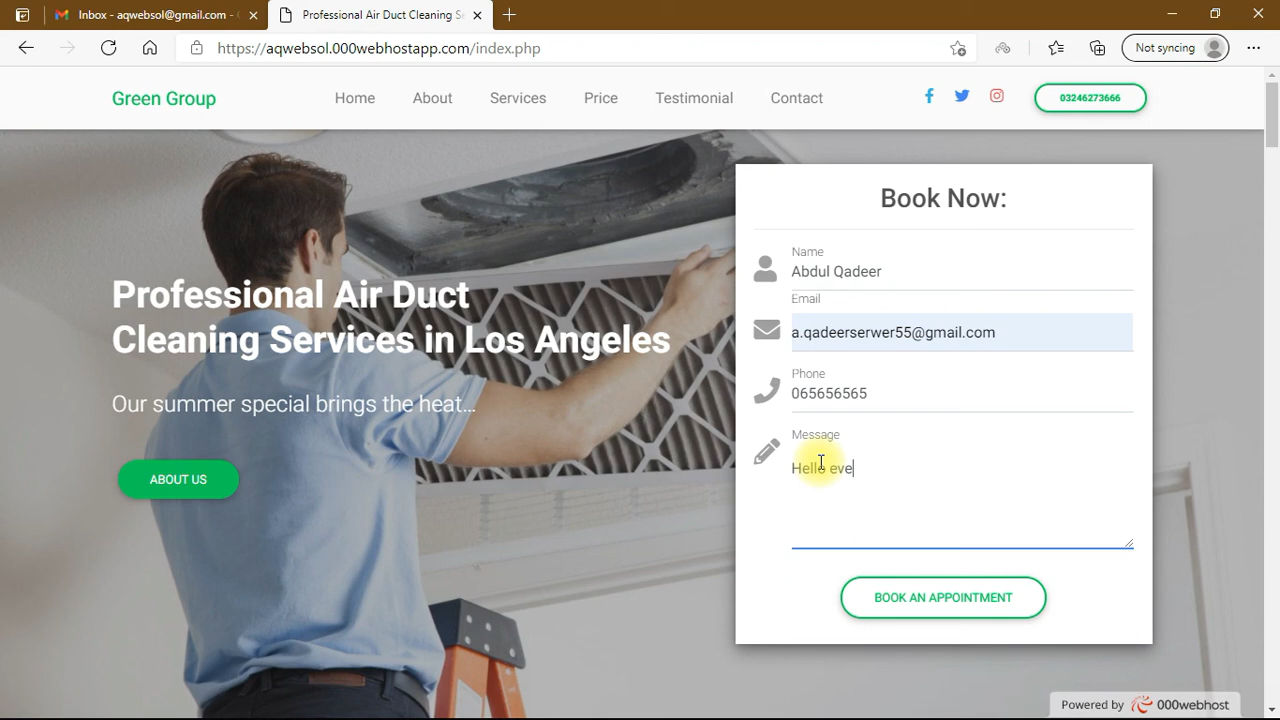 Inbox - aqwebsol@gmail.com -
Professional Air Duct Cleaning Se
https://aqwebsol.000webhostapp.com/index.php
Not syncing
Green Group
Home
About
Services
Price
Testimonial
Contact
03246273666
Book Now:
Name
Abdul Qadeer
Email
a.qadeerserwer55@gmail.com
Phone
065656565
Message
Hello eve
BOOK AN APPOINTMENT
Professional Air Duct
Cleaning Services in Los Angeles
Our summer special brings the heat...
ABOUT US
Powered by 000webhost